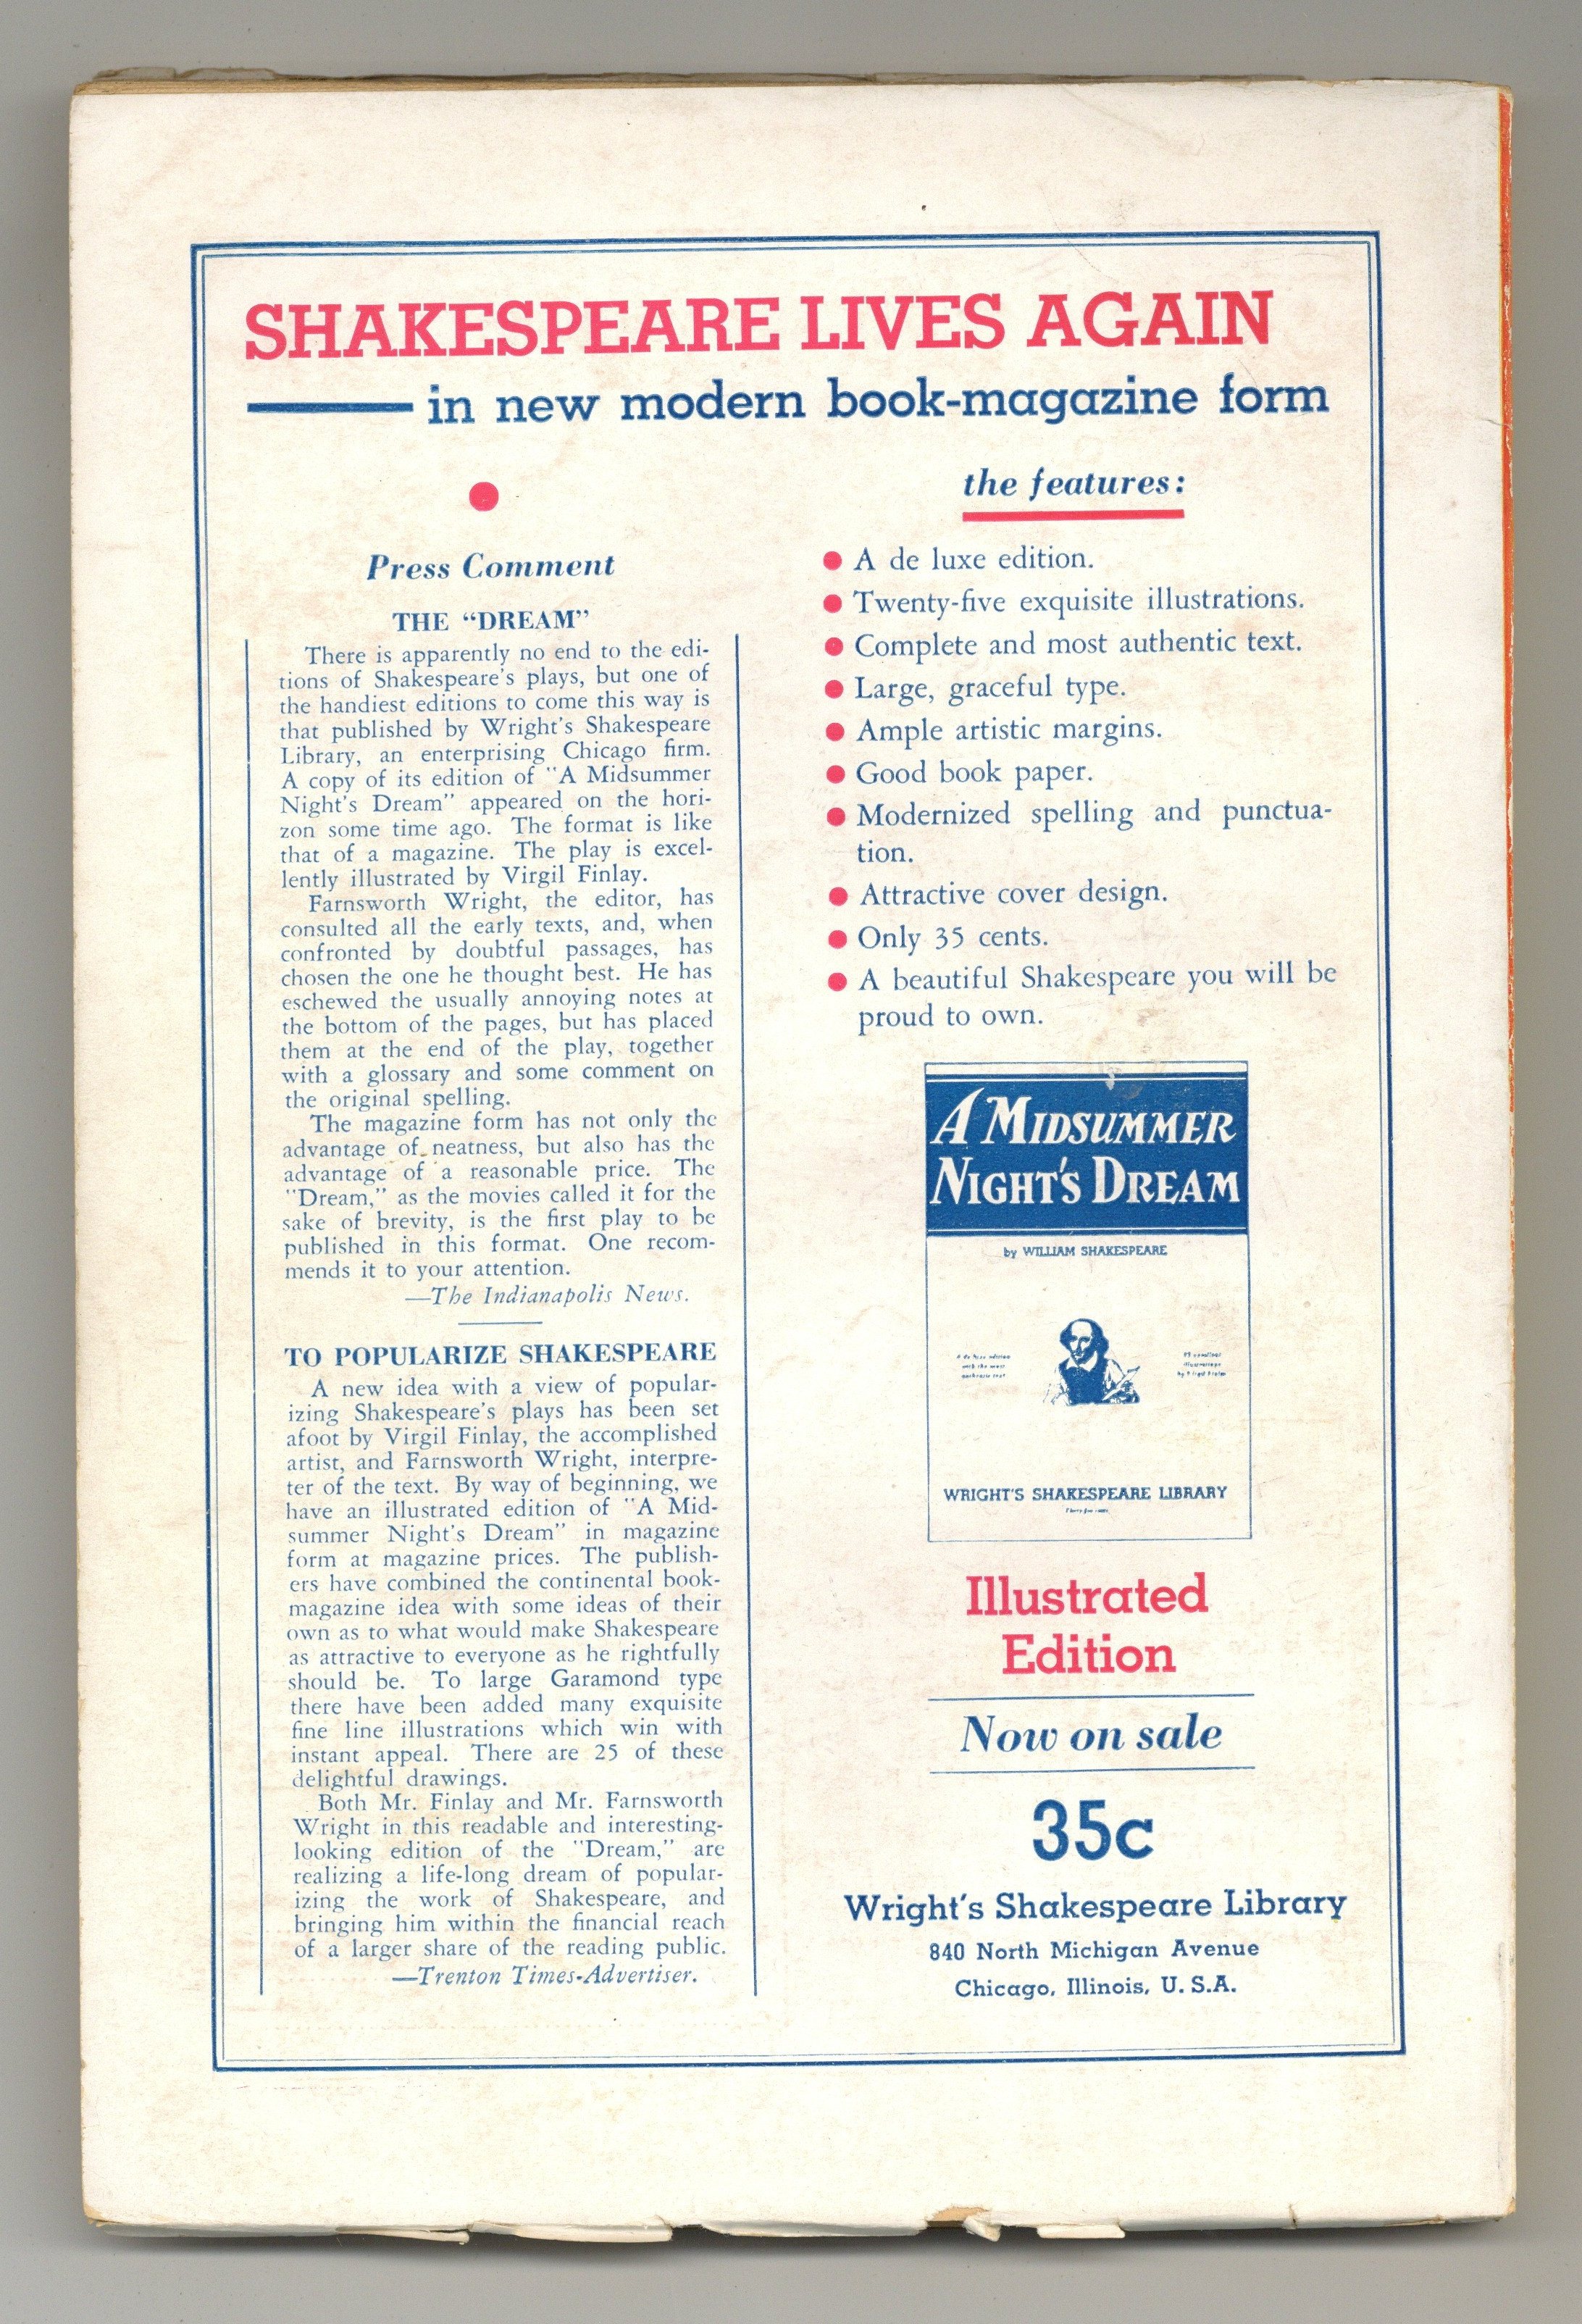 SHAKESPEARE LIVES AGAIN
in new modern book-magazine form
Press Comment
THE “DREAM”
There is apparently no end to the edi-
tions of Shakespeare's plays, but one of
the handiest editions to come this way is
that published by Wright's Shakespeare
Library, an enterprising Chicago firm.
A copy of its edition of "A Midsummer
Night's Dream" appeared on the hori-
zon some time ago. The format is like
that of a magazine. The play is excel-
lently illustrated by Virgil Finlay.
Farnsworth Wright, the editor, has
consulted all the early texts, and, when
confronted by doubtful passages, has
chosen the one he thought best. He has
eschewed the usually annoying notes at
the bottom of the pages, but has placed
them at the end of the play, together
with a glossary and some comment on
the original spelling.
The magazine form has not only the
advantage of neatness, but also has the
advantage of a reasonable price. The
"Dream," as the movies called it for the
sake of brevity, is the first play to be
published in this format. One recom-
mends it to your attention.
—The Indianapolis News.
TO POPULARIZE SHAKESPEARE
A new idea with a view of popular-
izing Shakespeare's plays has been set
afoot by Virgil Finlay, the accomplished
artist, and Farnsworth Wright, interpre-
ter of the text. By way of beginning, we
have an illustrated edition of "A Mid-
summer Night's Dream" in magazine
form at magazine prices. The publish-
ers have combined the continental book-
magazine idea with some ideas of their
own as to what would make Shakespeare
as attractive to everyone as he rightfully
should be. To large Garamond type
there have been added many exquisite
fine line illustrations which win with
instant appeal. There are 25 of these
delightful drawings.
Both Mr. Finlay and Mr. Farnsworth
Wright in this readable and interesting-
looking edition of the "Dream," are
realizing a life-long dream of popular-
izing the work of Shakespeare, and
bringing him within the financial reach
of a larger share of the reading public.
—Trenton Times-Advertiser.
the features:
● A de luxe edition.
● Twenty-five exquisite illustrations.
● Complete and most authentic text.
● Large, graceful type.
● Ample artistic margins.
● Good book paper.
● Modernized spelling and punctua-
tion.
● Attractive cover design.
● Only 35 cents.
● A beautiful Shakespeare you will be
proud to own.
A MIDSUMMER
NIGHT'S DREAM
by WILLIAM SHAKESPEARE
A de luxe edition
with the most
authentic text
25 
illustrations
by Virgil Finlay
WRIGHT'S SHAKESPEARE LIBRARY
Thirty-five cents
Illustrated
Edition
Now on sale
35c
Wright's Shakespeare Library
840 North Michigan Avenue
Chicago, Illinois, U. S.A.